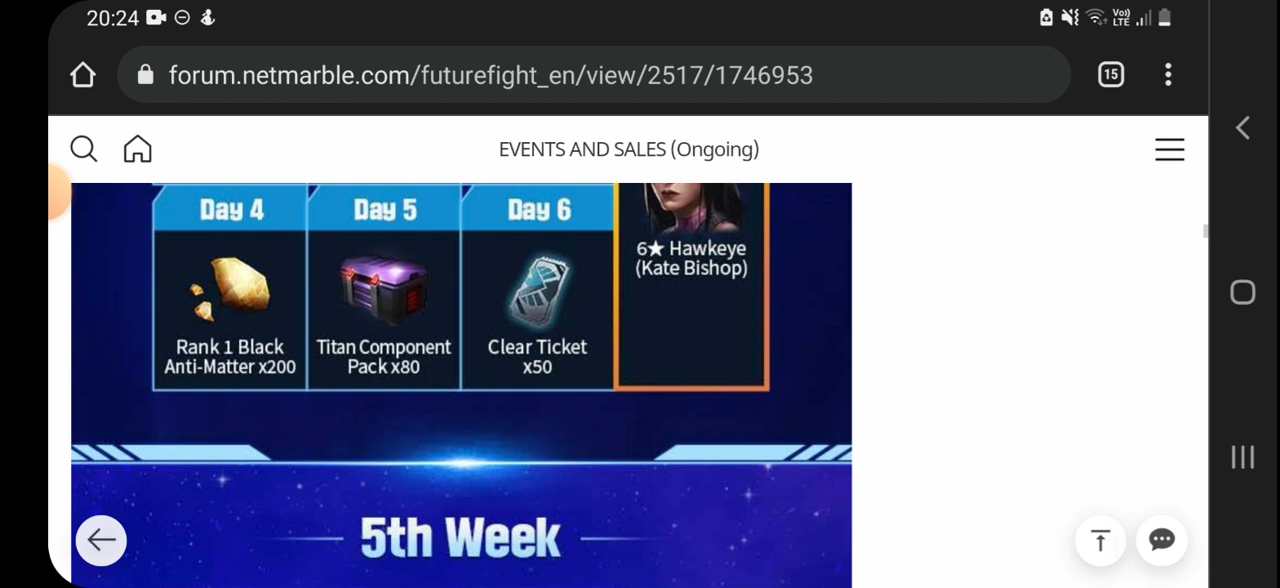 20:24
Vo))
LTE
forum.netmarble.com/futurefight_en/view/2517/1746953
15
EVENTS AND SALES (Ongoing)
Day 4
Day 5
Day 6
6★ Hawkeye
(Kate Bishop)
Rank 1 Black
Anti-Matter x200
Titan Component
Pack x80
Clear Ticket
x50
5th Week